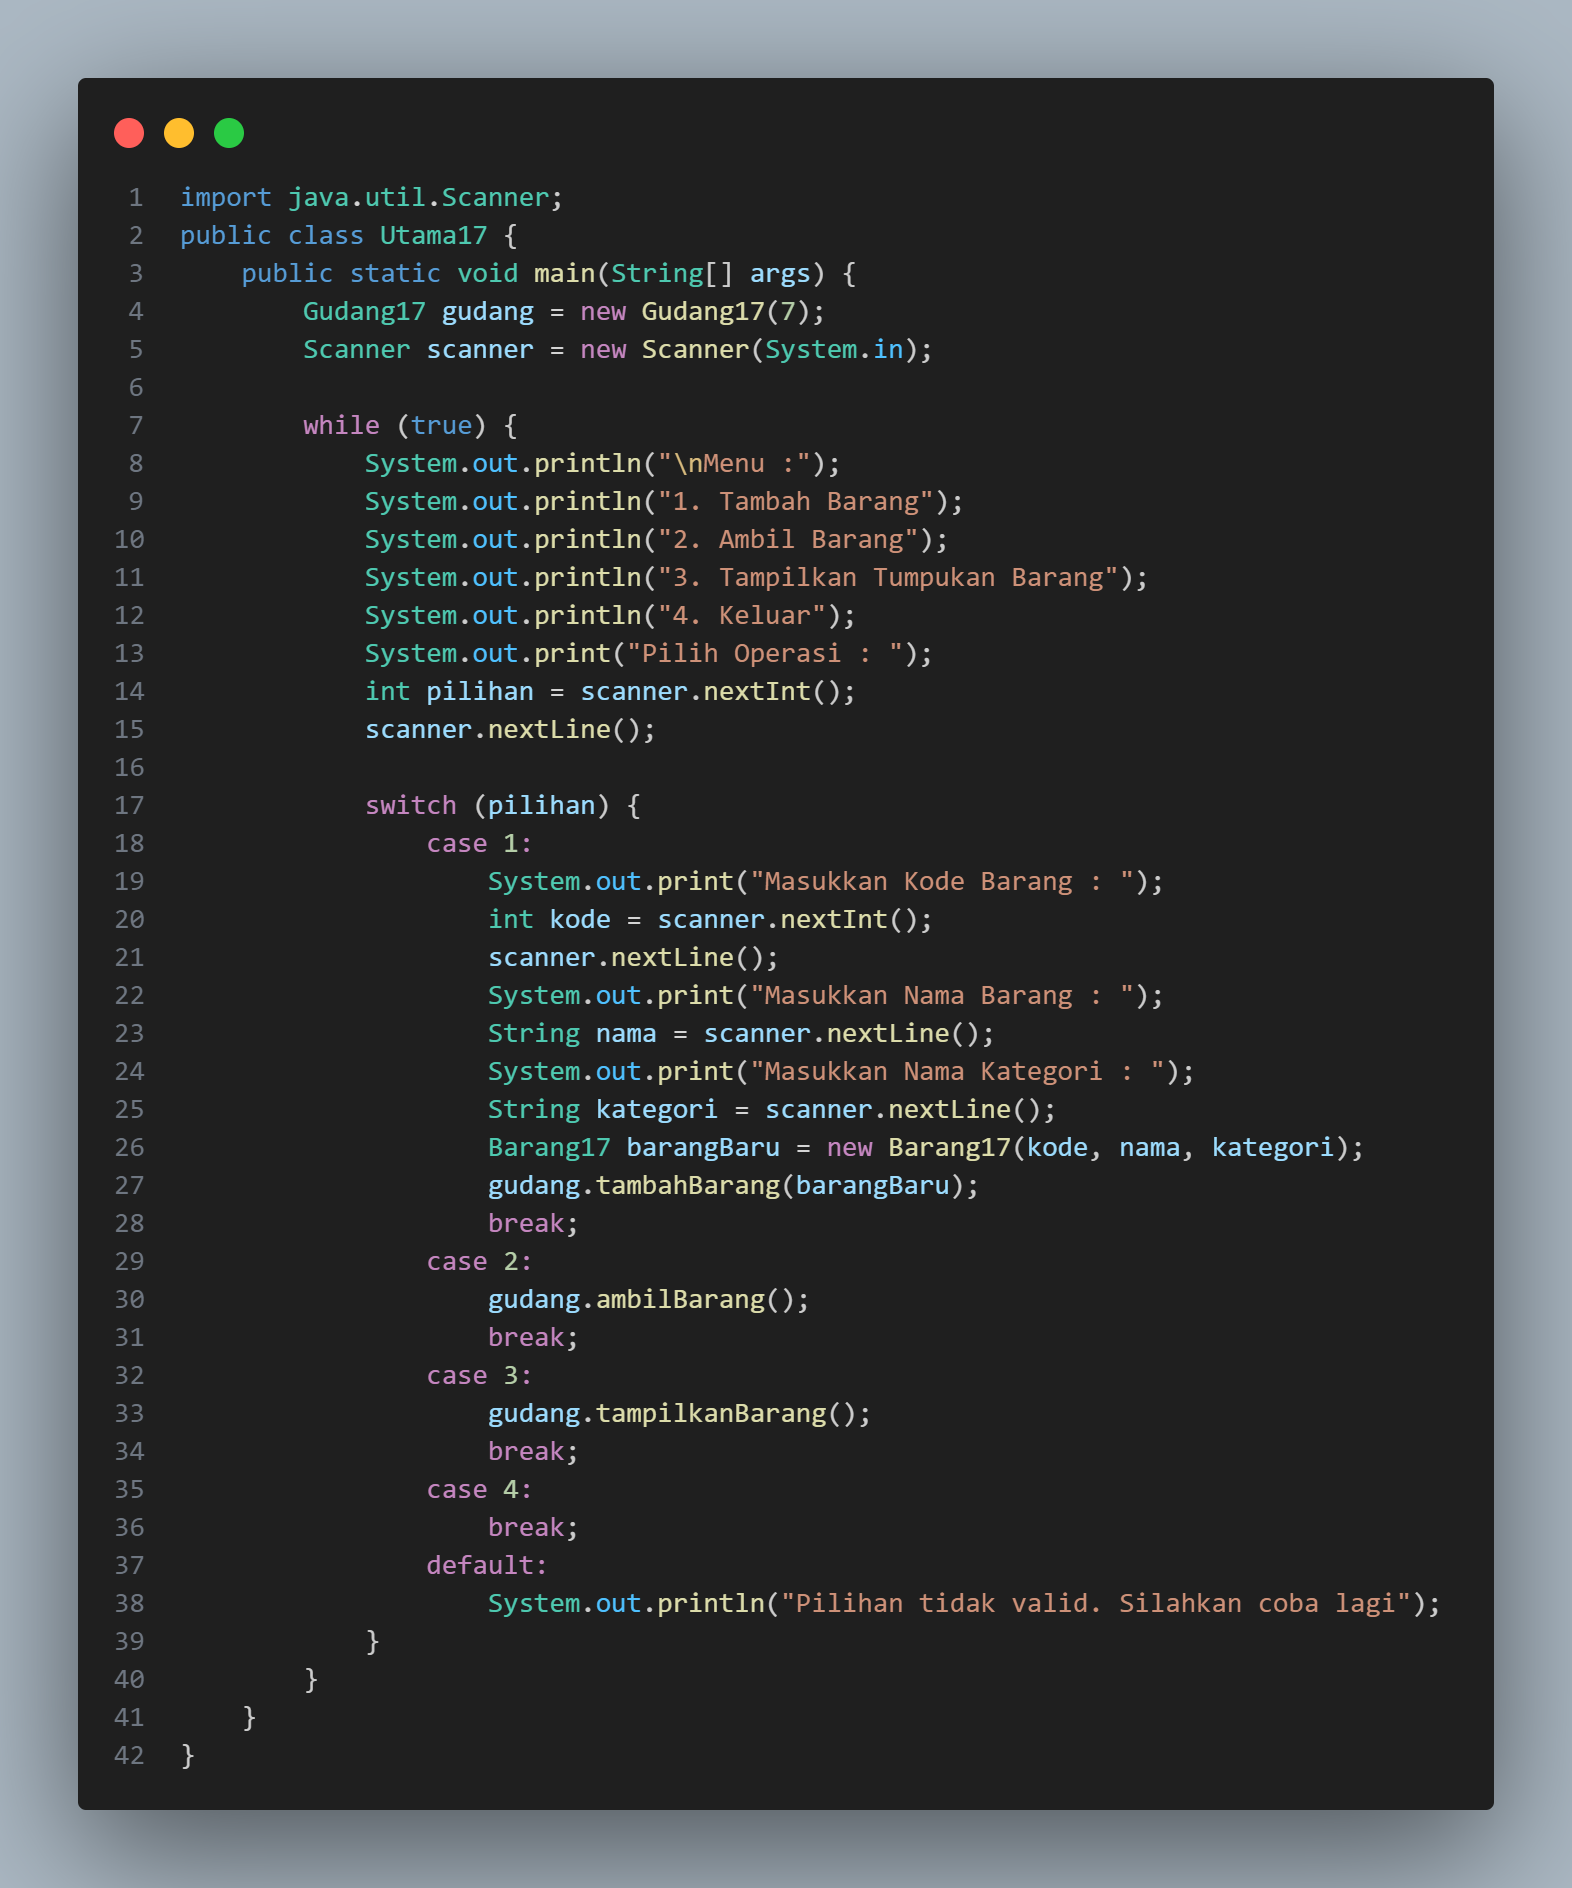 1 import java.util.Scanner;
2 public class Utama17 {
3     public static void main(String[] args) {
4         Gudang17 gudang = new Gudang17(7);
5         Scanner scanner = new Scanner(System.in);
6
7         while (true) {
8             System.out.println("\nMenu :");
9             System.out.println("1. Tambah Barang");
10             System.out.println("2. Ambil Barang");
11             System.out.println("3. Tampilkan Tumpukan Barang");
12             System.out.println("4. Keluar");
13             System.out.print("Pilih Operasi : ");
14             int pilihan = scanner.nextInt();
15             scanner.nextLine();
16
17             switch (pilihan) {
18                 case 1:
19                     System.out.print("Masukkan Kode Barang : ");
20                     int kode = scanner.nextInt();
21                     scanner.nextLine();
22                     System.out.print("Masukkan Nama Barang : ");
23                     String nama = scanner.nextLine();
24                     System.out.print("Masukkan Nama Kategori : ");
25                     String kategori = scanner.nextLine();
26                     Barang17 barangBaru = new Barang17(kode, nama, kategori);
27                     gudang.tambahBarang(barangBaru);
28                     break;
29                 case 2:
30                     gudang.ambilBarang();
31                     break;
32                 case 3:
33                     gudang.tampilkanBarang();
34                     break;
35                 case 4:
36                     break;
37                 default:
38                     System.out.println("Pilihan tidak valid. Silahkan coba lagi");
39             }
40         }
41     }
42 }